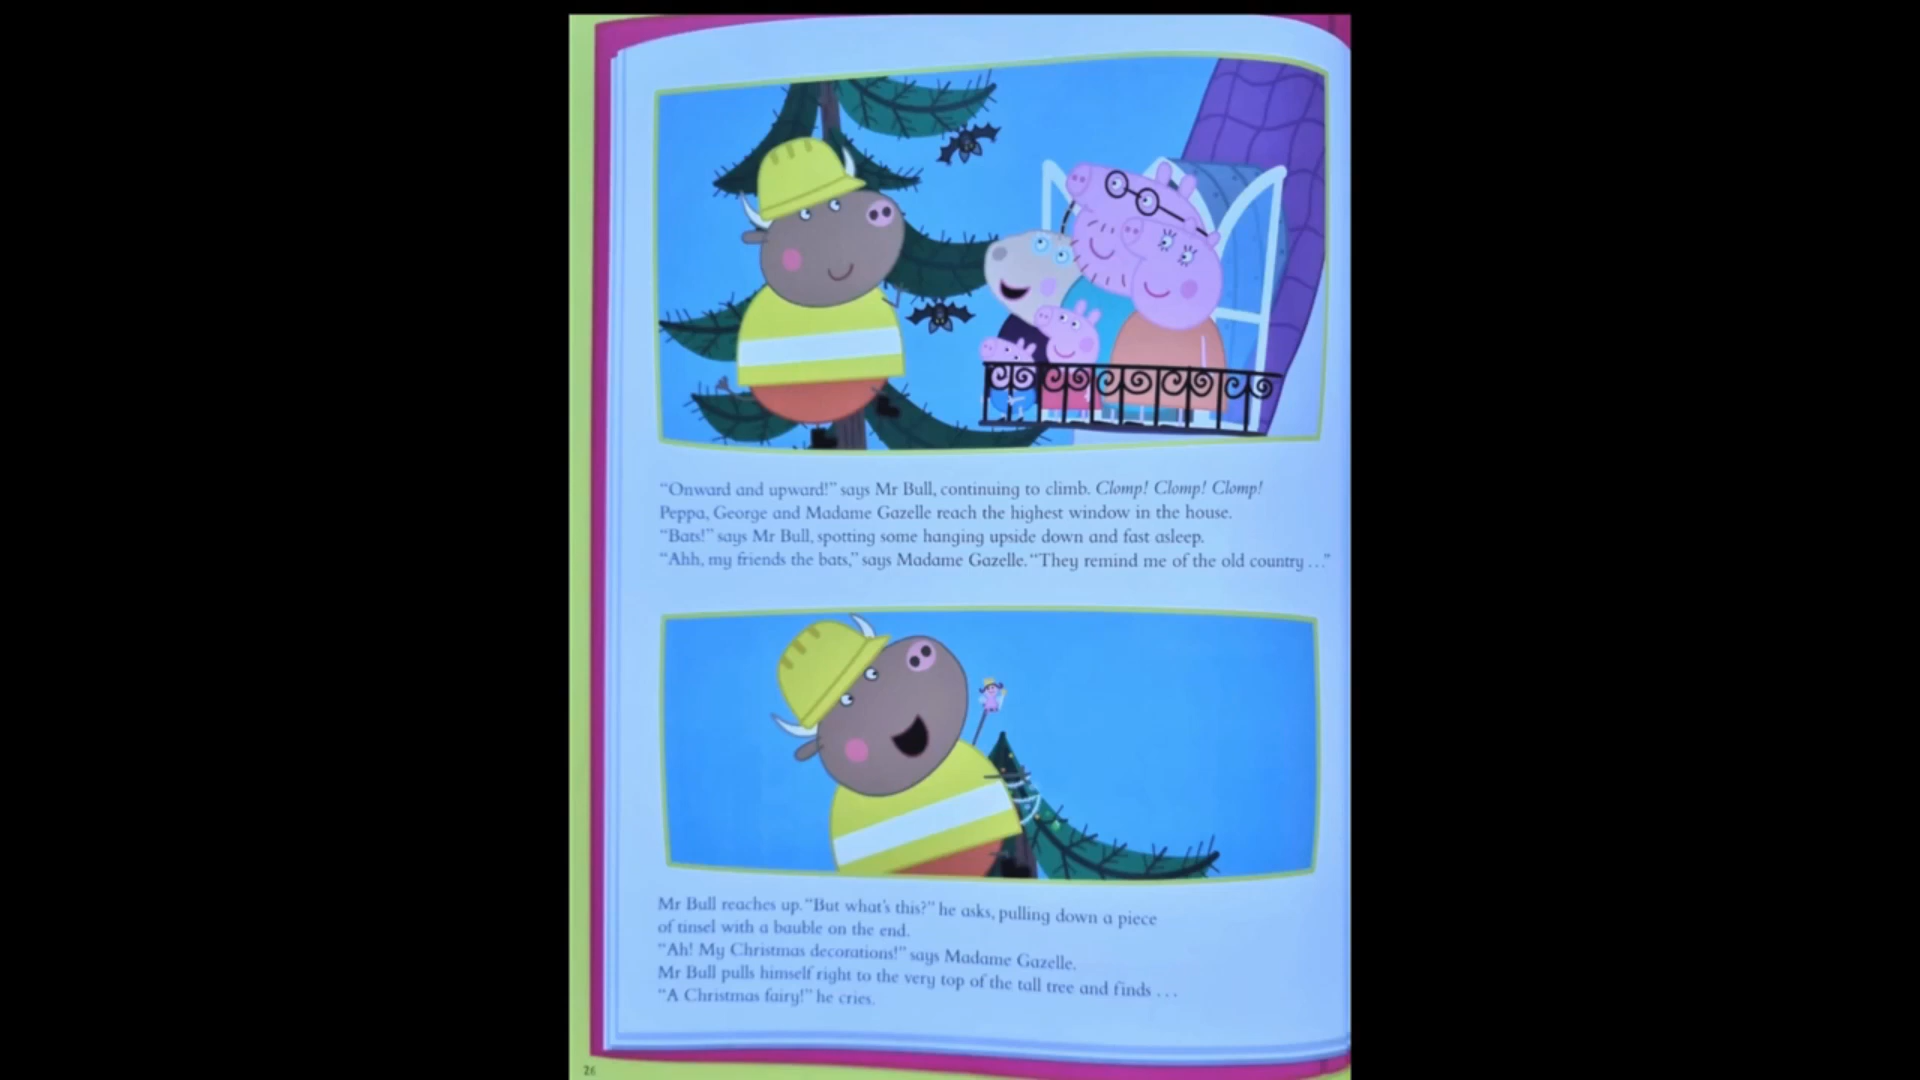 “Onward and upward!” says Mr Bull, continuing to climb. Clomp! Clomp! Clomp!
Peppa, George and Madame Gazelle reach the highest window in the house.
“Bats!” says Mr Bull, spotting some hanging upside down and fast asleep.
“Ahh, my friends the bats,” says Madame Gazelle. “They remind me of the old country ...”
Mr Bull reaches up. “But what’s this?” he asks, pulling down a piece
of tinsel with a bauble on the end.
“Ah! My Christmas decorations!” says Madame Gazelle.
Mr Bull pulls himself right to the very top of the tall tree and finds ...
“A Christmas fairy!” he cries.
26